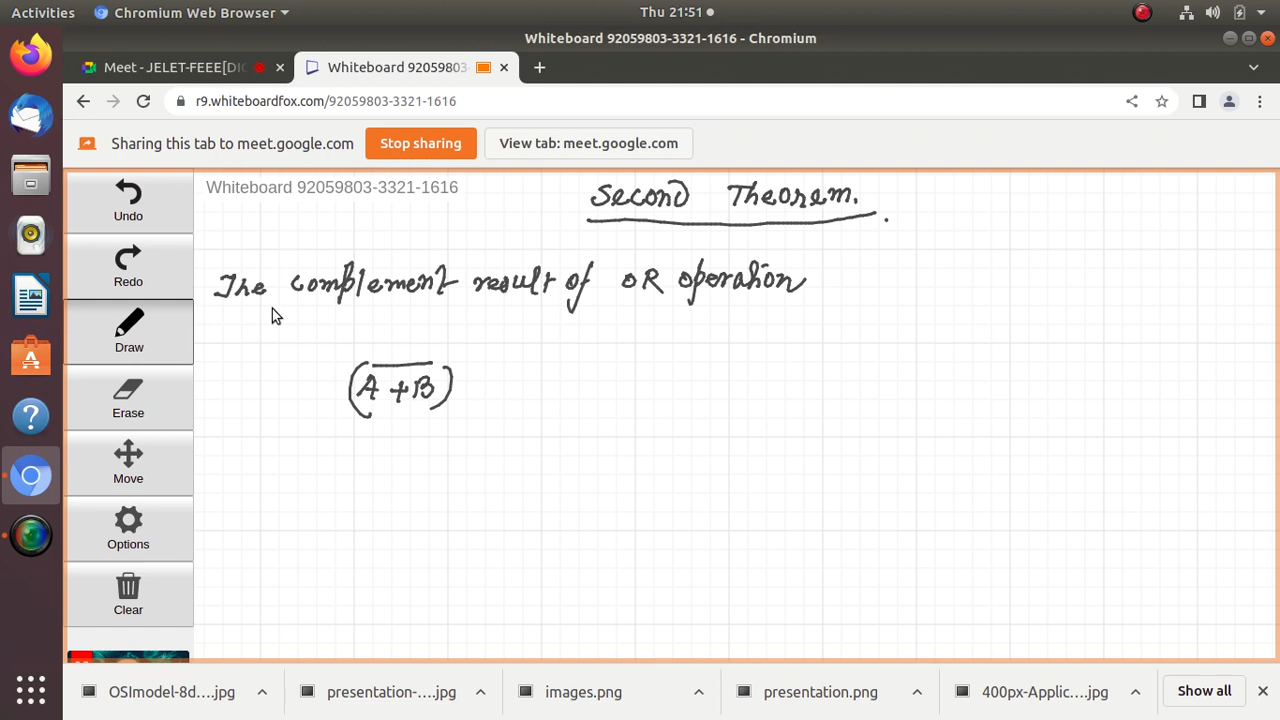 Activities
Chromium Web Browser
Thu 21:51
Whiteboard 92059803-3321-1616 - Chromium
Meet - JELET-FEEE[DIC
Whiteboard 92059803-
r9.whiteboardfox.com/92059803-3321-1616
Sharing this tab to meet.google.com
Stop sharing
View tab: meet.google.com
Whiteboard 92059803-3321-1616
Second Theorem.
The complement result of OR operation
(A + B)
Undo
Redo
Draw
Erase
Move
Options
Clear
OSImodel-8d....jpg
presentation-....jpg
images.png
presentation.png
400px-Applic....jpg
Show all